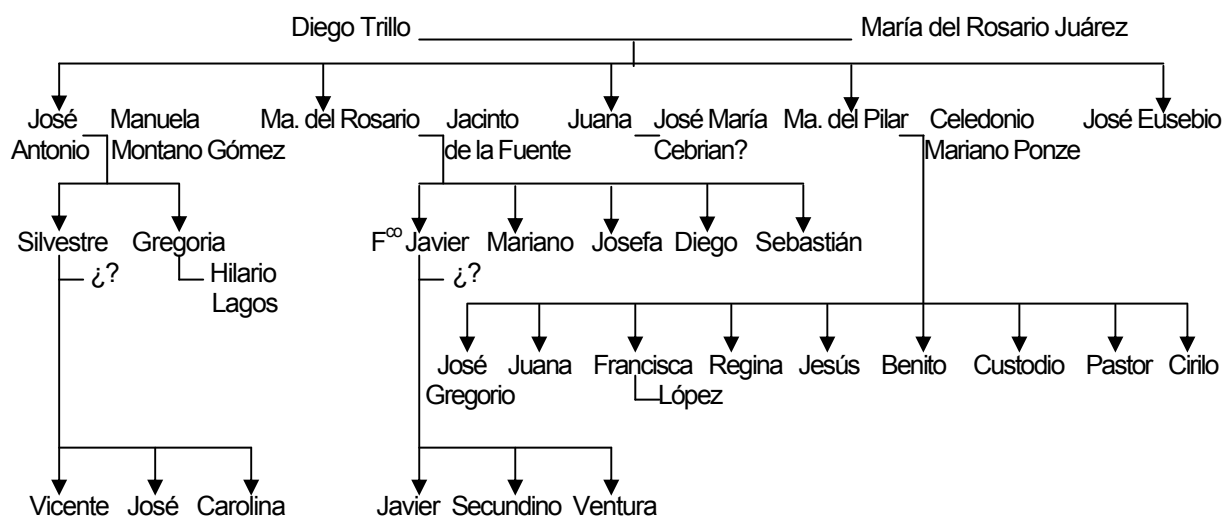 Diego Trillo María del Rosario Juárez
José Manuela Ma. del Rosario Jacinto Juana José María Ma. del Pilar Celedonio José Eusebio
Antonio Montano Gómez de la Fuente Cebrian? Mariano Ponze
Silvestre Gregoria F∞ Javier Mariano Josefa Diego Sebastián
¿? Hilario ¿?
Lagos
José Juana Francisca Regina Jesús Benito Custodio Pastor Cirilo
Gregorio López
Vicente José Carolina Javier Secundino Ventura